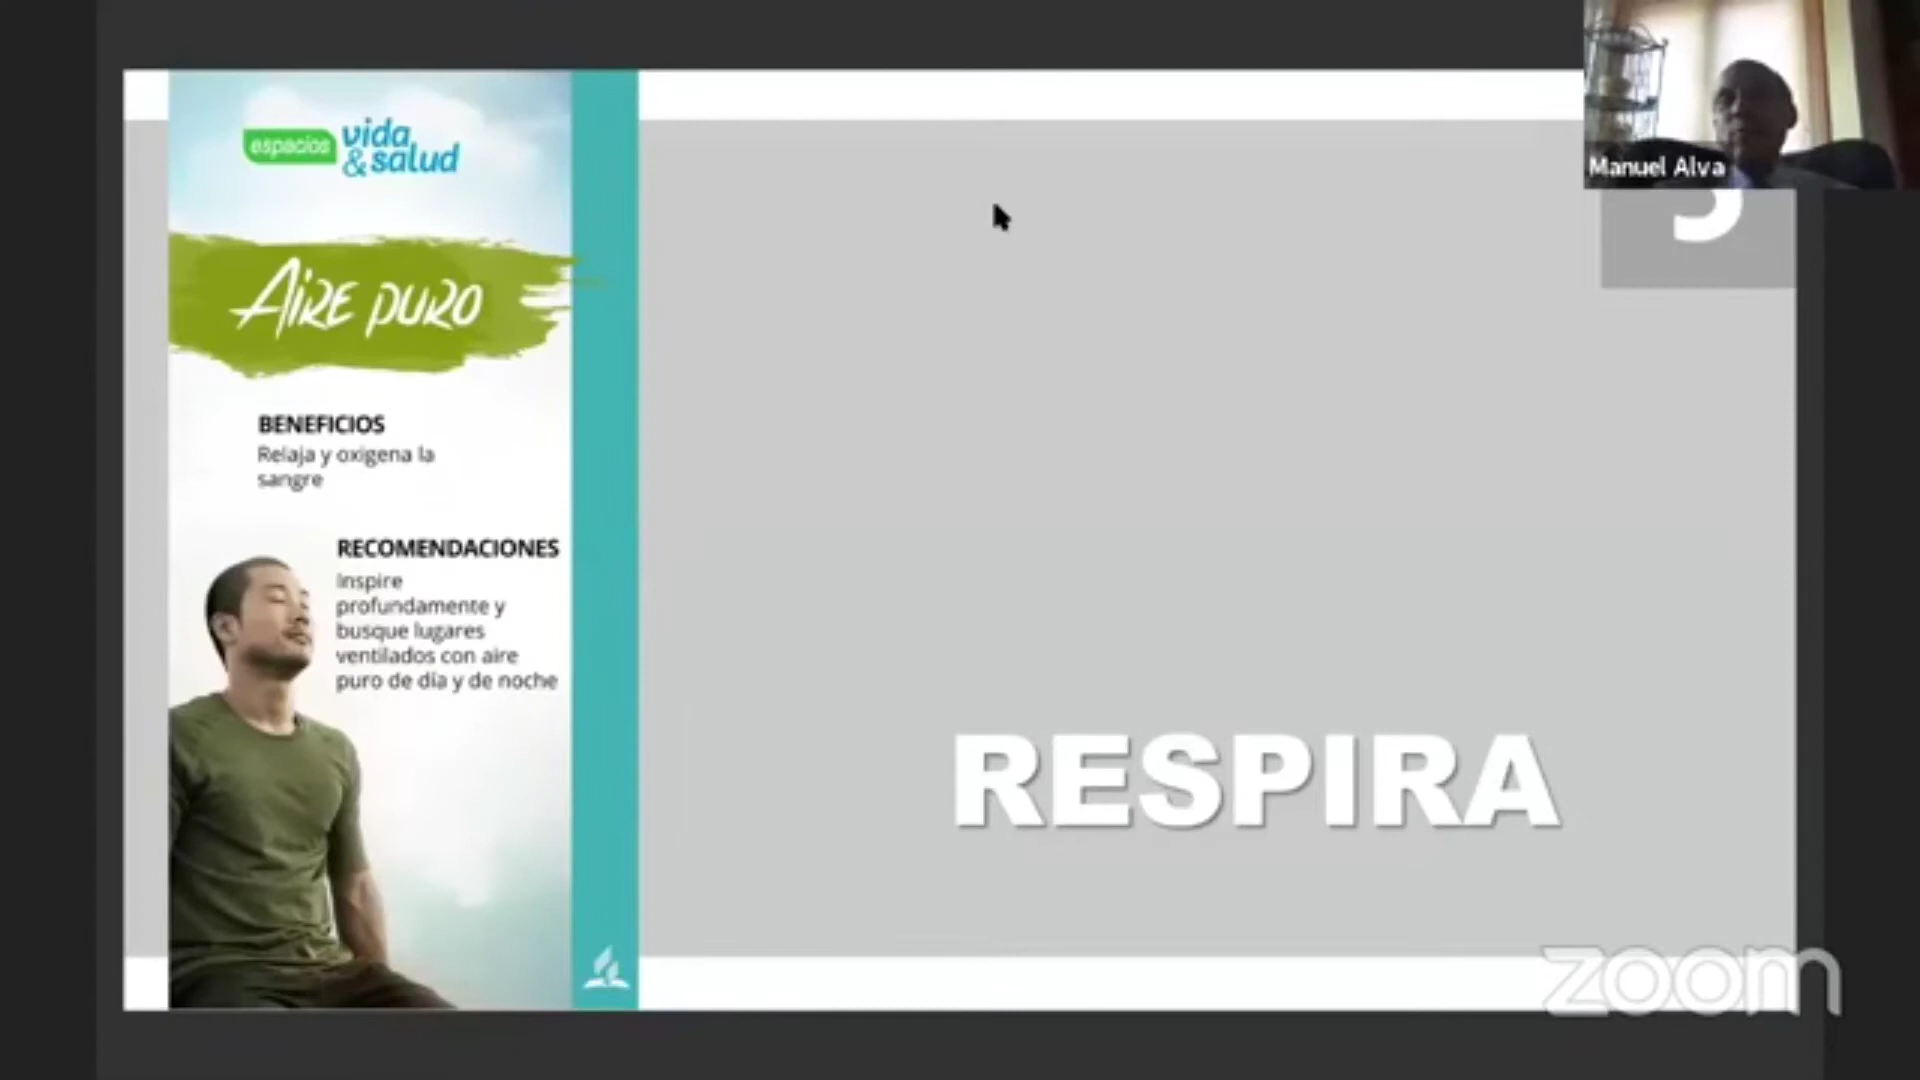 espacios
vida
& salud
Aire puro
BENEFICIOS
Relaja y oxigena la
sangre
RECOMENDACIONES
Inspire
profundamente y
busque lugares
ventilados con aire
puro de día y de noche
Manuel Alva
RESPIRA
zoom